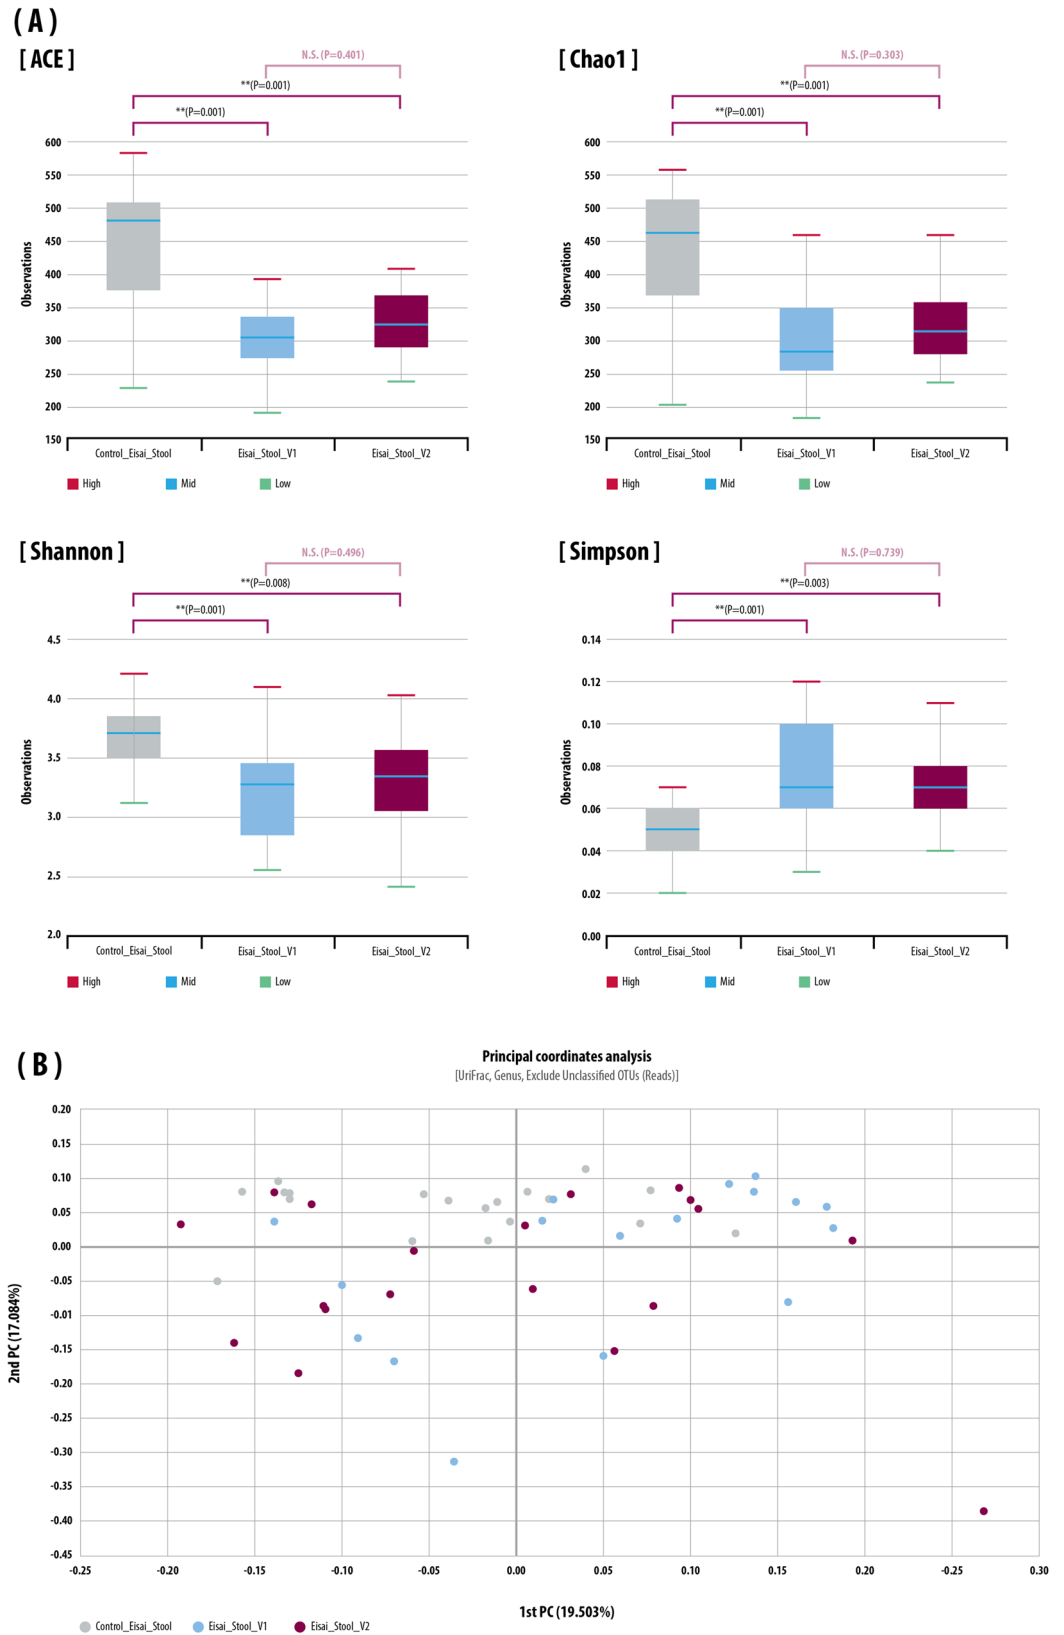 ( A )
[ ACE ]
N.S. (P=0.401)
**(P=0.001)
**(P=0.001)
600
550
500
450
400
350
300
250
200
150
Observations
Control_Eisai_Stool Eisai_Stool_V1 Eisai_Stool_V2
High Mid Low
[ Chao1 ]
N.S. (P=0.303)
**(P=0.001)
**(P=0.001)
600
550
500
450
400
350
300
250
200
150
Observations
Control_Eisai_Stool Eisai_Stool_V1 Eisai_Stool_V2
High Mid Low
[ Shannon ]
N.S. (P=0.496)
**(P=0.008)
**(P=0.001)
4.5
4.0
3.5
3.0
2.5
2.0
Observations
Control_Eisai_Stool Eisai_Stool_V1 Eisai_Stool_V2
High Mid Low
[ Simpson ]
N.S. (P=0.739)
**(P=0.003)
**(P=0.001)
0.14
0.12
0.10
0.08
0.06
0.04
0.02
0.00
Observations
Control_Eisai_Stool Eisai_Stool_V1 Eisai_Stool_V2
High Mid Low
( B )
Principal coordinates analysis
[UriFrac, Genus, Exclude Unclassified OTUs (Reads)]
0.20
0.15
0.10
0.05
0.00
-0.05
-0.01
-0.15
-0.20
-0.25
-0.30
-0.35
-0.40
-0.45
2nd PC (17.084%)
-0.25 -0.20 -0.15 -0.10 -0.05 0.00 0.05 0.10 0.15 0.20 -0.25 0.30
1st PC (19.503%)
Control_Eisai_Stool Eisai_Stool_V1 Eisai_Stool_V2